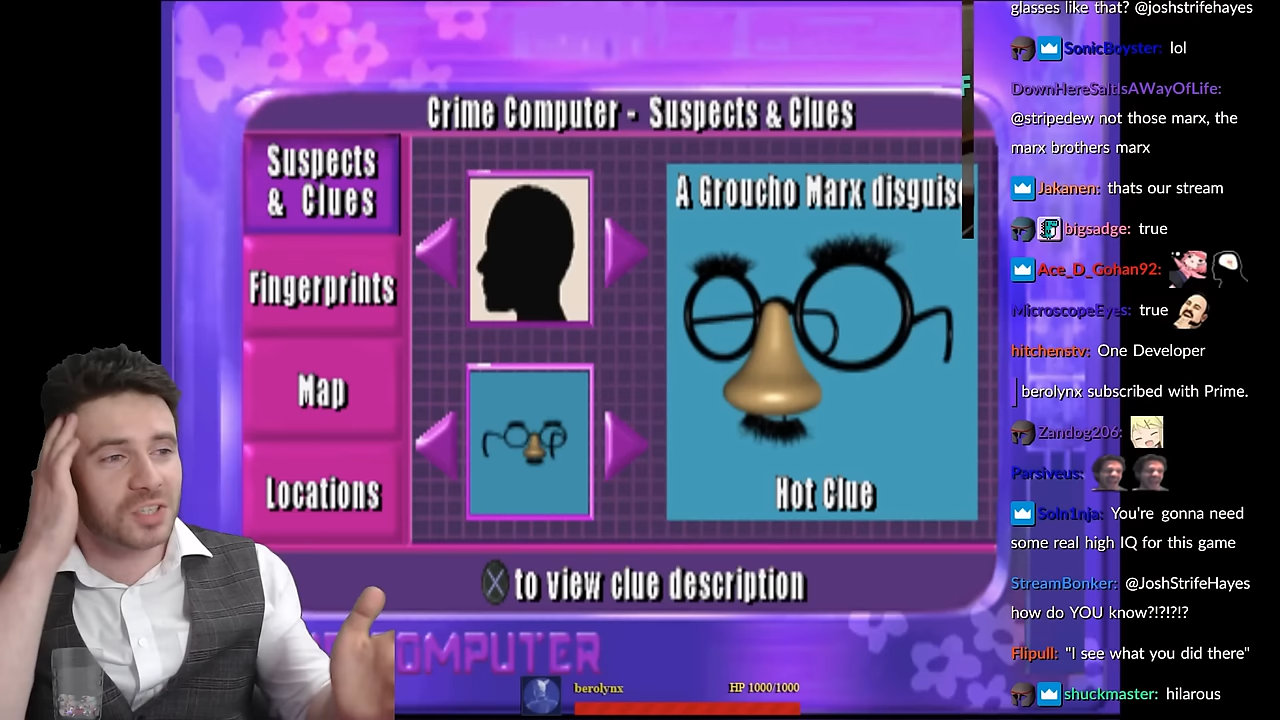 Crime Computer - Suspects & Clues
Suspects
& Clues
Fingerprints
Map
Locations
A Groucho Marx disguis
Hot Clue
X to view clue description
OMPUTER
berolynx
HP 1000/1000
glasses like that? @joshstrifehayes
SonicBoyster: lol
DownHereSaltIsAWayOfLife:
@stripedew not those marx, the
marx brothers marx
Jakanen: thats our stream
bigsadge: true
Ace_D_Gohan92:
MicroscopeEyes: true
hitchenstv: One Developer
berolynx subscribed with Prime.
Zandog206:
Parsiveus:
Soln1nja: You're gonna need
some real high IQ for this game
StreamBonker: @JoshStrifeHayes
how do YOU know?!?!?!?
Flipull: "I see what you did there"
shuckmaster: hilarous